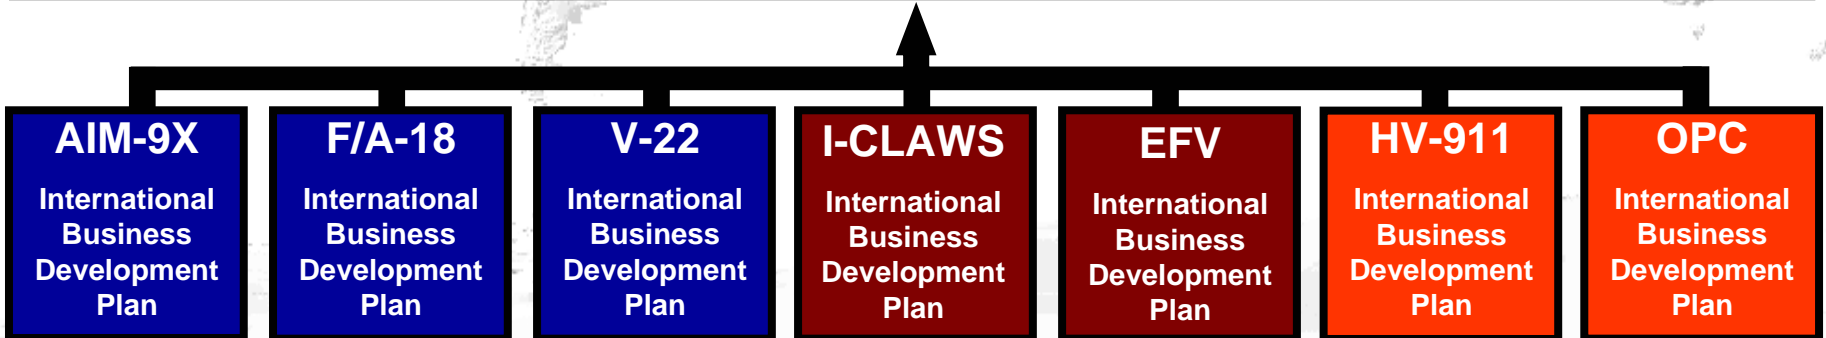 AIM-9X
International
Business
Development
Plan
F/A-18
International
Business
Development
Plan
V-22
International
Business
Development
Plan
I-CLAWS
International
Business
Development
Plan
EFV
International
Business
Development
Plan
HV-911
International
Business
Development
Plan
OPC
International
Business
Development
Plan